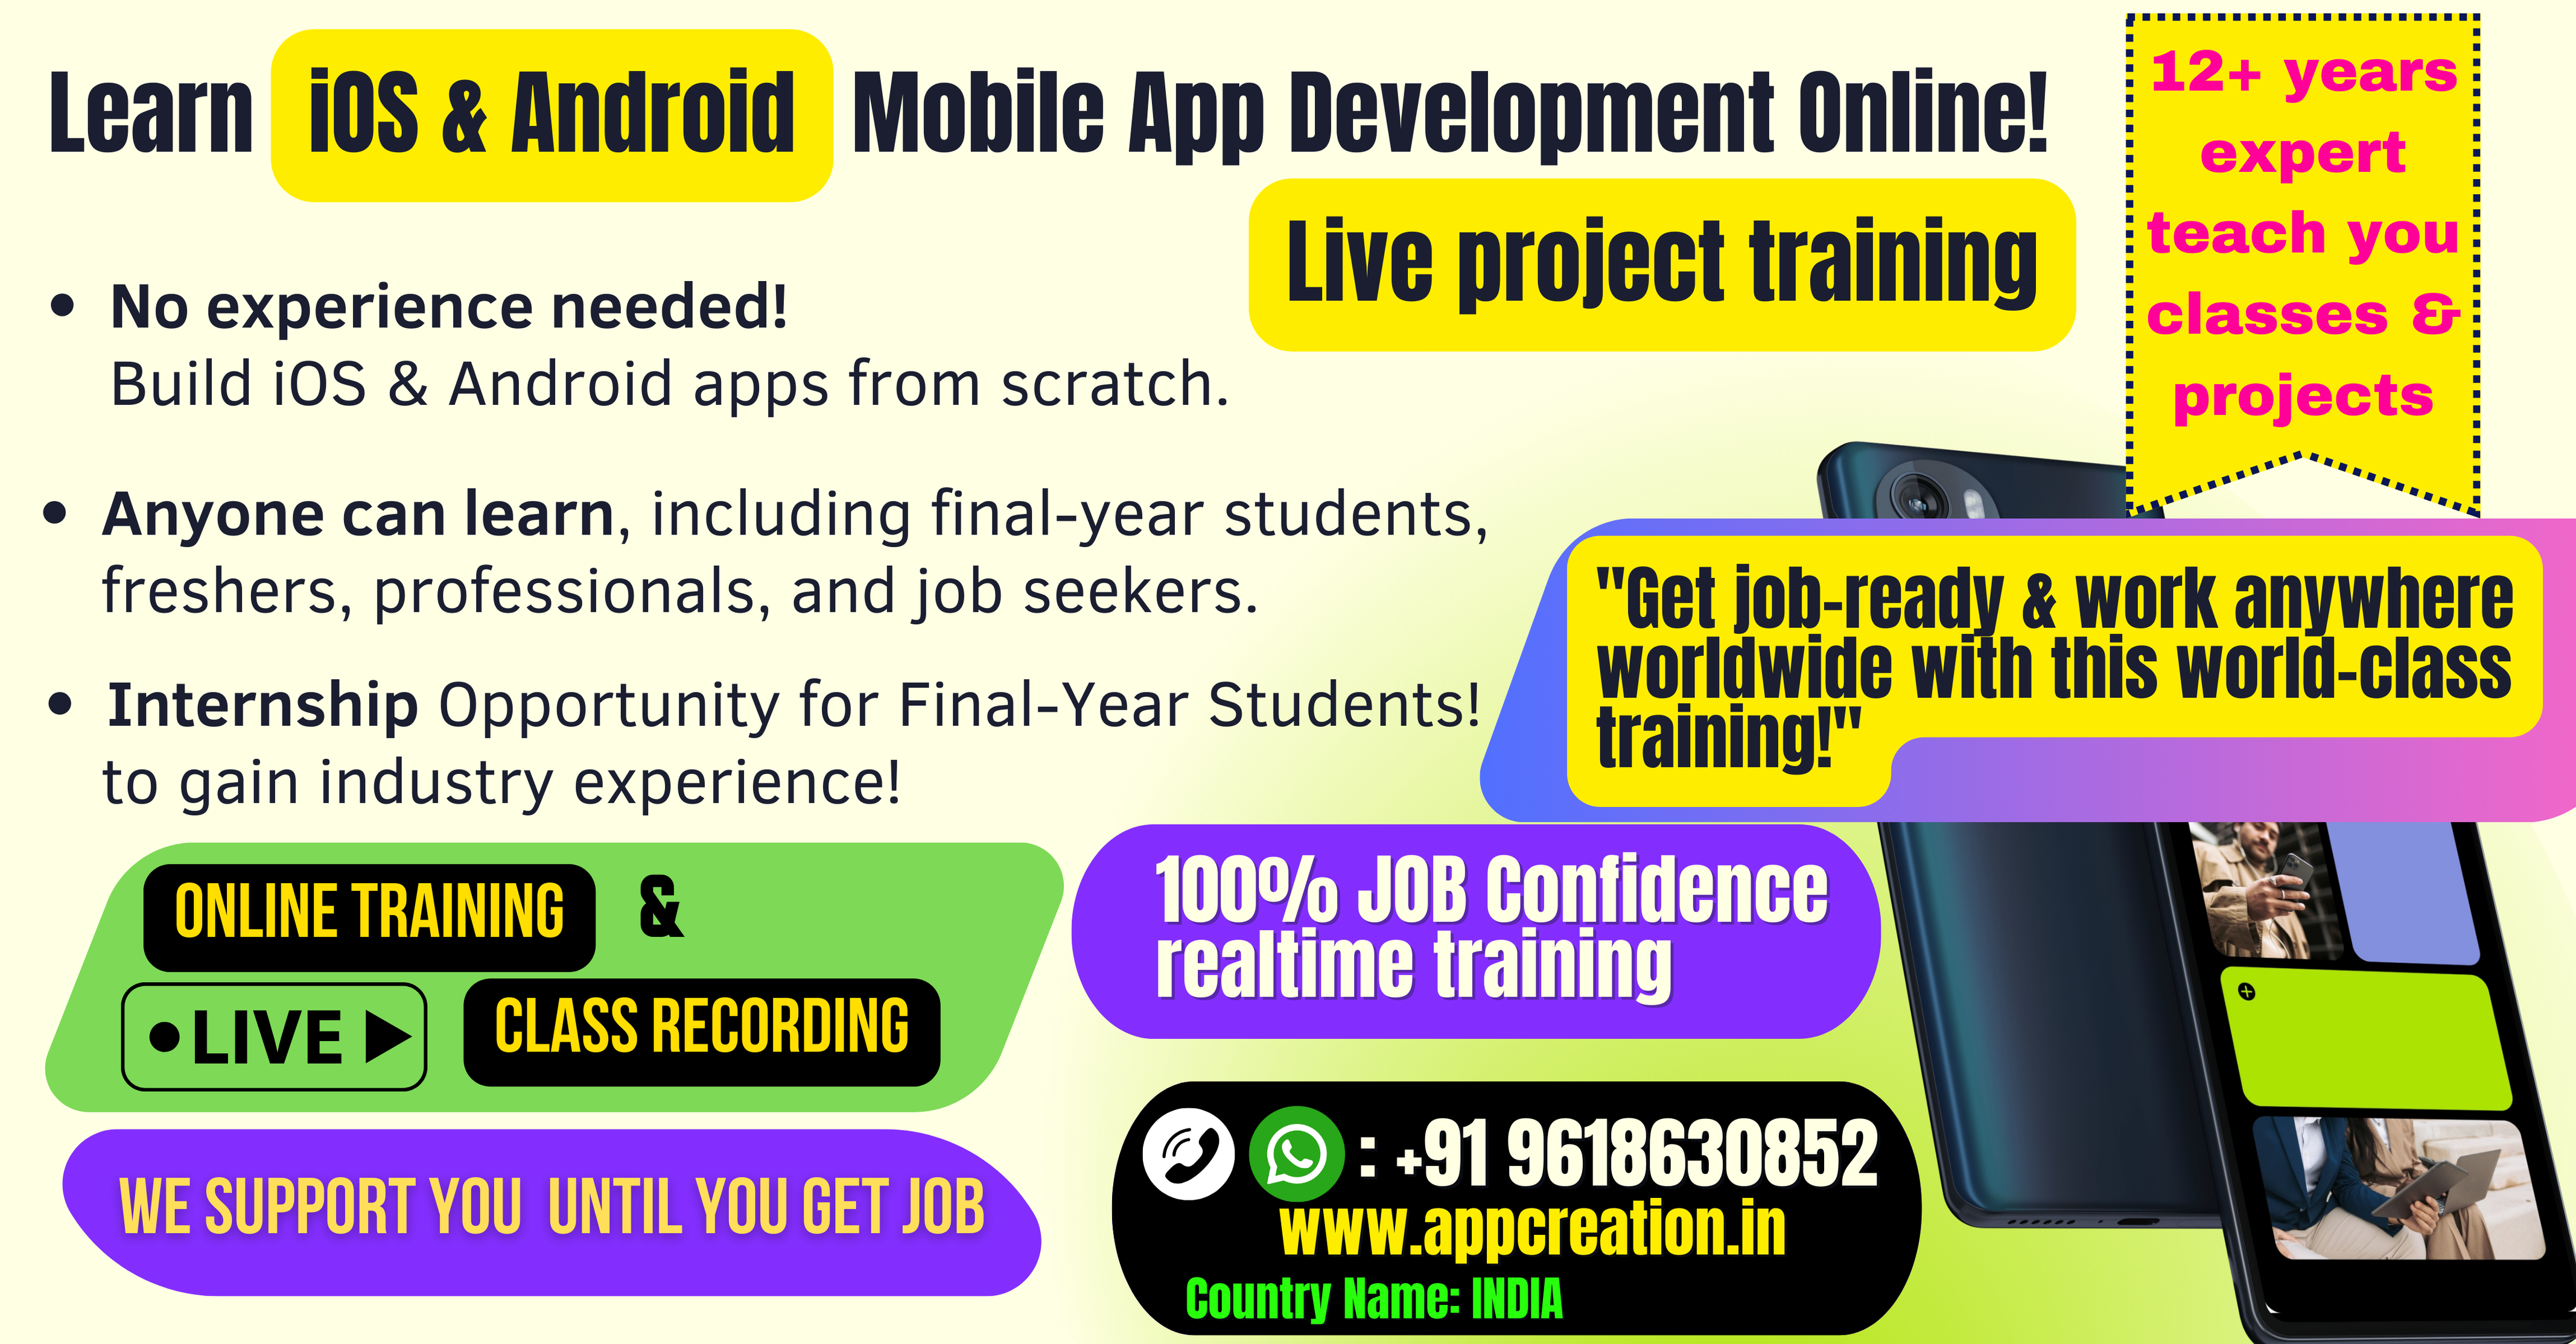 Learn iOS & Android Mobile App Development Online!
Live project training
12+ years
expert
teach you
classes &
projects
• No experience needed!
Build iOS & Android apps from scratch.
• Anyone can learn, including final-year students,
freshers, professionals, and job seekers.
• Internship Opportunity for Final-Year Students!
to gain industry experience!
"Get job-ready & work anywhere
worldwide with this world-class
training!"
ONLINE TRAINING &
•LIVE
CLASS RECORDING
100% JOB Confidence
realtime training
WE SUPPORT YOU UNTIL YOU GET JOB
: +91 9618630852
www.appcreation.in
Country Name: INDIA